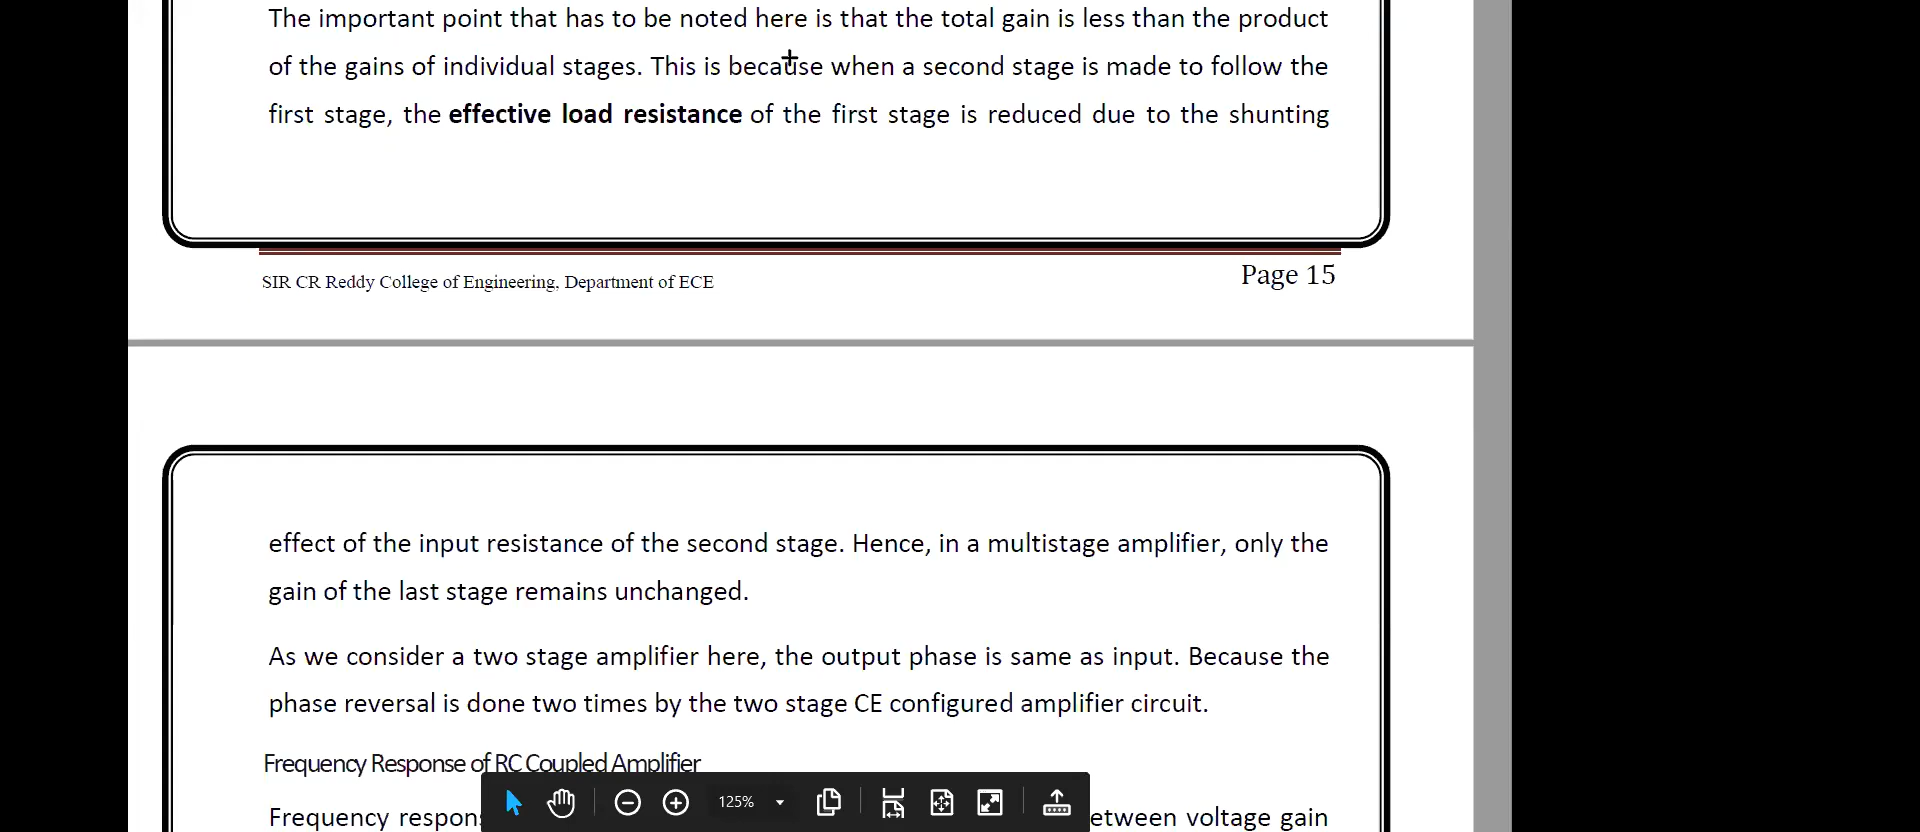 The important point that has to be noted here is that the total gain is less than the product
of the gains of individual stages. This is because when a second stage is made to follow the
first stage, the effective load resistance of the first stage is reduced due to the shunting
SIR CR Reddy College of Engineering, Department of ECE
Page 15
effect of the input resistance of the second stage. Hence, in a multistage amplifier, only the
gain of the last stage remains unchanged.
As we consider a two stage amplifier here, the output phase is same as input. Because the
phase reversal is done two times by the two stage CE configured amplifier circuit.
Frequency Response of RC Coupled Amplifier
Frequency voltage gain
125%